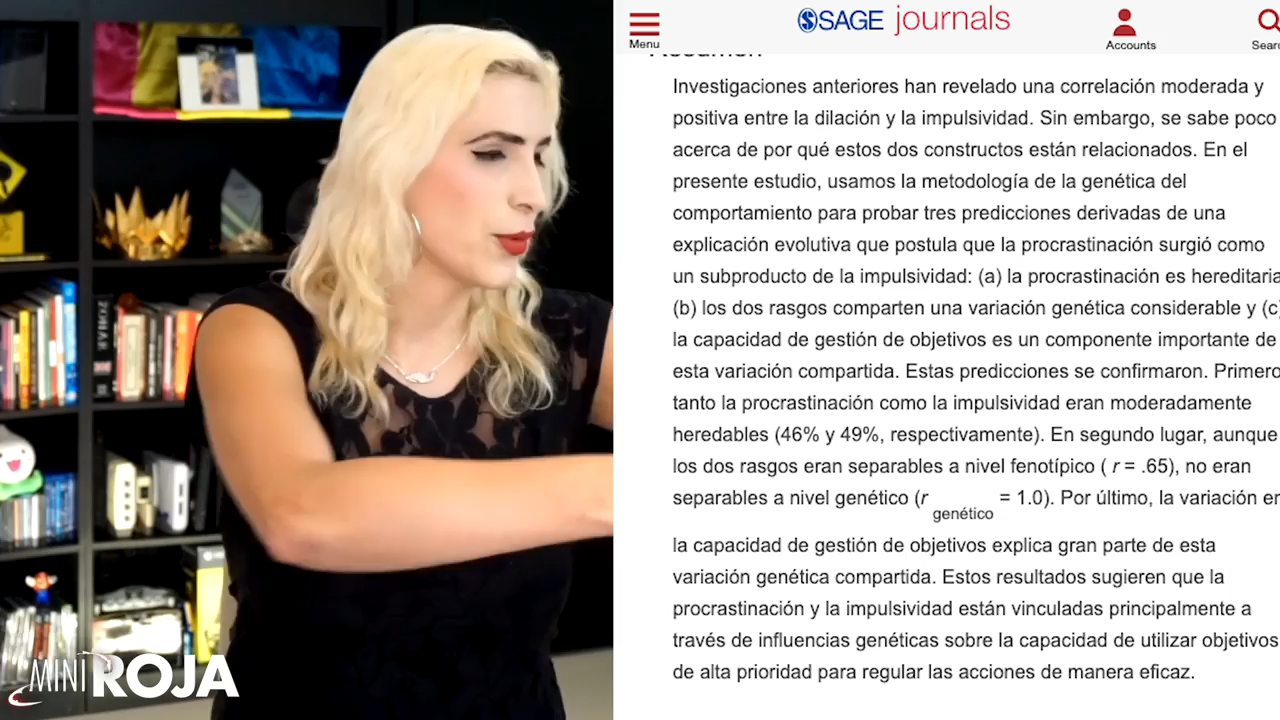 SAGE journals
Menu
Accounts
Investigaciones anteriores han revelado una correlación moderada y
positiva entre la dilación y la impulsividad. Sin embargo, se sabe poco
acerca de por qué estos dos constructos están relacionados. En el
presente estudio, usamos la metodología de la genética del
comportamiento para probar tres predicciones derivadas de una
explicación evolutiva que postula que la procrastinación surgió como
un subproducto de la impulsividad: (a) la procrastinación es hereditaria
(b) los dos rasgos comparten una variación genética considerable y (c)
la capacidad de gestión de objetivos es un componente importante de
esta variación compartida. Estas predicciones se confirmaron. Primero
tanto la procrastinación como la impulsividad eran moderadamente
heredables (46% y 49%, respectivamente). En segundo lugar, aunque
los dos rasgos eran separables a nivel fenotípico ( r = .65), no eran
separables a nivel genético (r genético = 1.0). Por último, la variación en
la capacidad de gestión de objetivos explica gran parte de esta
variación genética compartida. Estos resultados sugieren que la
procrastinación y la impulsividad están vinculadas principalmente a
través de influencias genéticas sobre la capacidad de utilizar objetivos
de alta prioridad para regular las acciones de manera eficaz.
MINI ROJA